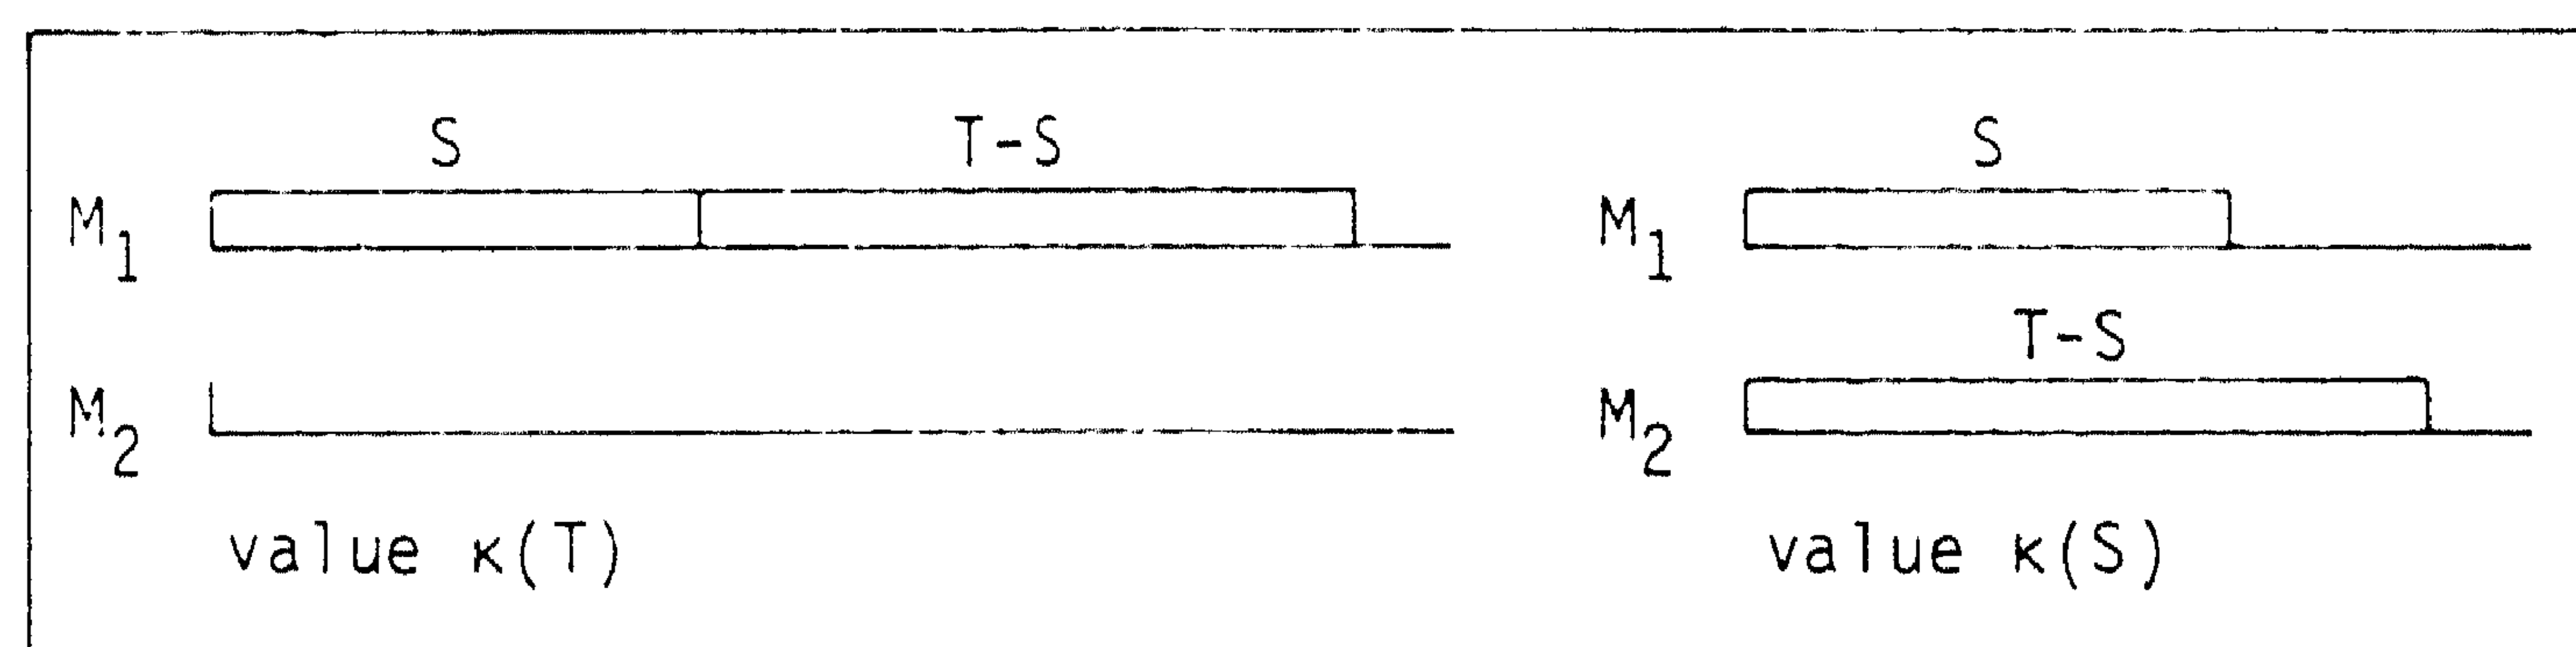 S T-S S
M1 M1
T-S
M2 M2
value κ(T) value κ(S)